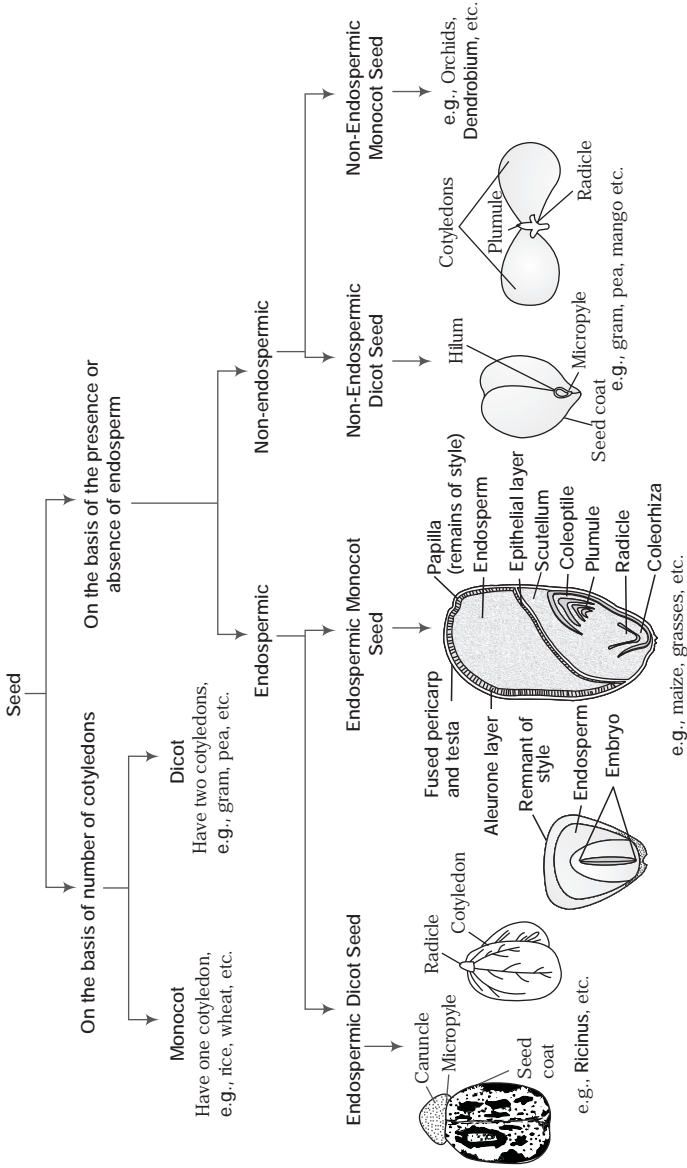 Seed
On the basis of number of cotyledons
On the basis of the presence or
absence of endosperm
Monocot
Have one cotyledon,
e.g., rice, wheat, etc.
Dicot
Have two cotyledons,
e.g., gram, pea, etc.
Endospermic
Non-endospermic
Endospermic Dicot Seed
Endospermic Monocot
Seed
Non-Endospermic
Dicot Seed
Non-Endospermic
Monocot Seed
Caruncle
Micropyle
Seed
coat
Radicle
Cotyledon
e.g., Ricinus, etc.
Fused pericarp
and testa
Aleurone layer
Remnant of
style
Endosperm
Embryo
Papilla
(remains of style)
Endosperm
Epithelial layer
Scutellum
Coleoptile
Plumule
Radicle
Coleorhiza
e.g., maize, grasses, etc.
Hilum
Micropyle
Seed coat
Cotyledons
Plumule
Radicle
e.g., gram, pea, mango etc.
e.g., Orchids,
Dendrobium, etc.